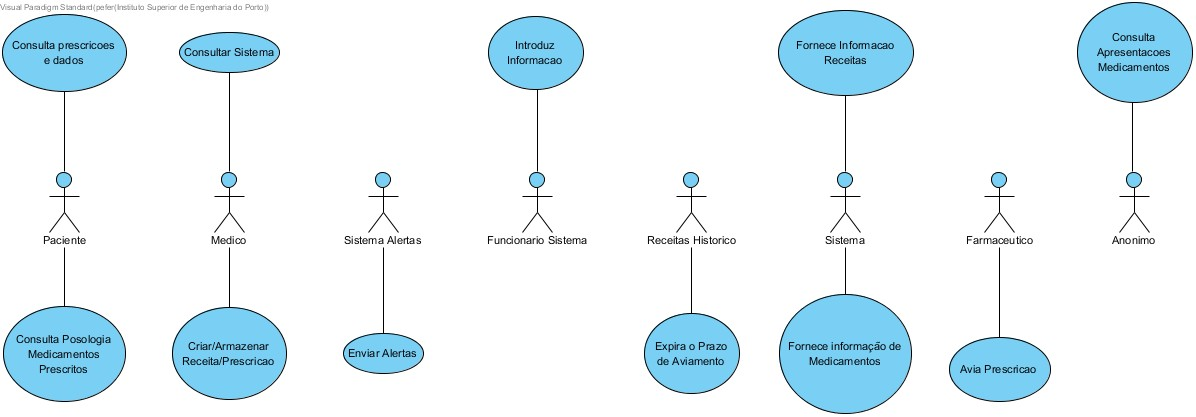 Visual Paradigm Standard(pefer(Instituto Superior de Engenharia do Porto))
Consulta prescricoes
e dados
Consultar Sistema
Introduz
Informacao
Fornece Informacao
Receitas
Consulta
Apresentacoes
Medicamentos
Paciente
Medico
Sistema Alertas
Funcionario Sistema
Receitas Historico
Sistema
Farmaceutico
Anonimo
Consulta Posologia
Medicamentos
Prescritos
Criar/Armazenar
Receita/Prescricao
Enviar Alertas
Expira o Prazo
de Aviamento
Fornece informação de
Medicamentos
Avia Prescricao